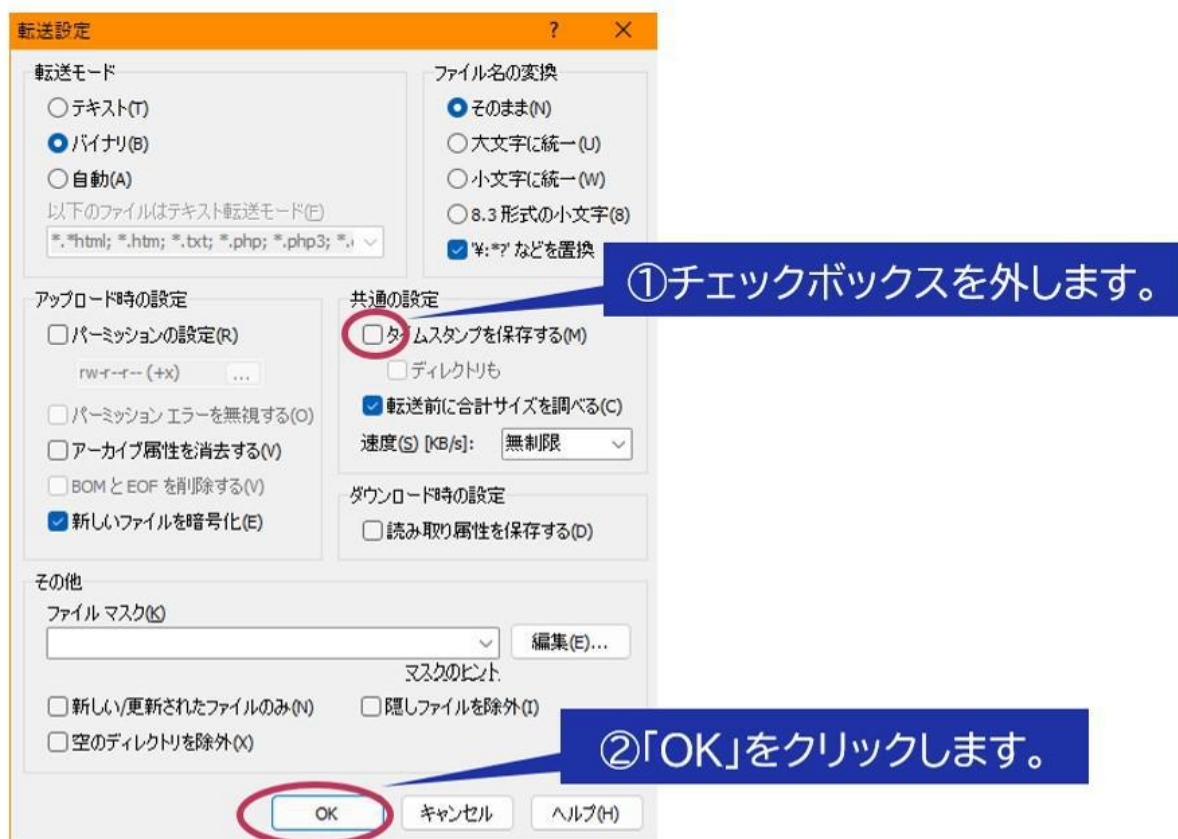 転送設定 ? ×
転送モード
テキスト(T)
バイナリ(B)
自動(A)
以下のファイルはテキスト転送モード(F)
*.*html; *.htm; *.txt; *.php; *.php3; *.
ファイル名の変換
そのまま(N)
大文字に統一(U)
小文字に統一(W)
8.3 形式の小文字(8)
'¥:*?' などを置換
①チェックボックスを外します。
アップロード時の設定
パーミッションの設定(R)
rw-r--r-- (+x) ...
パーミッション エラーを無視する(O)
アーカイブ属性を消去する(V)
BOM と EOF を削除する(V)
新しいファイルを暗号化(E)
共通の設定
タイムスタンプを保存する(M)
ディレクトリも
転送前に合計サイズを調べる(C)
速度(S) [KB/s]: 無制限
ダウンロード時の設定
読み取り属性を保存する(D)
その他
ファイル マスク(K)
編集(E)...
マスクのヒント
新しい/更新されたファイルのみ(N) 隠しファイルを除外(I)
空のディレクトリを除外(X)
②「OK」をクリックします。
OK キャンセル ヘルプ(H)